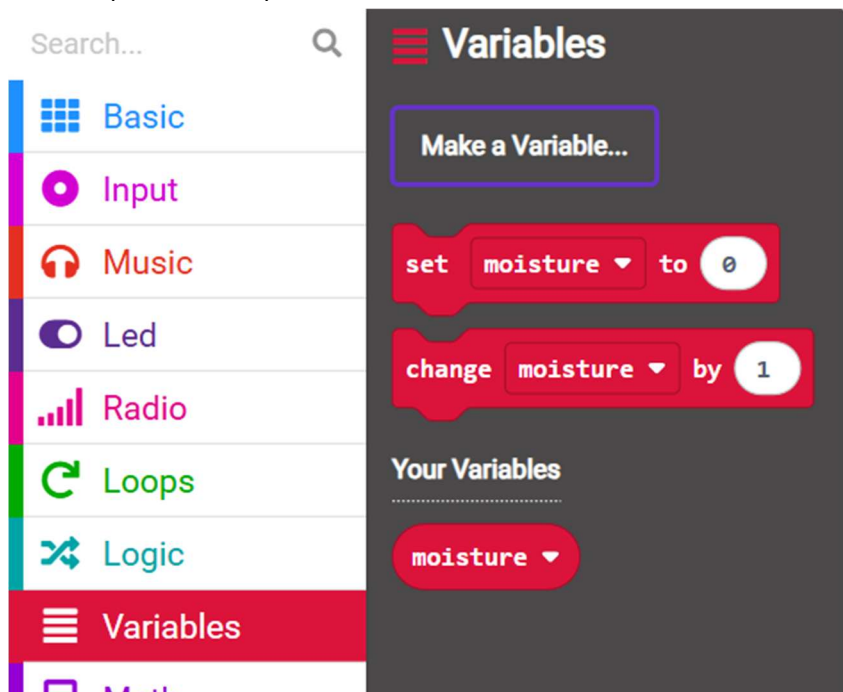 Search...
Basic
Input
Music
Led
Radio
Loops
Logic
Variables
Variables
Make a Variable...
set moisture to 0
change moisture by 1
Your Variables
moisture